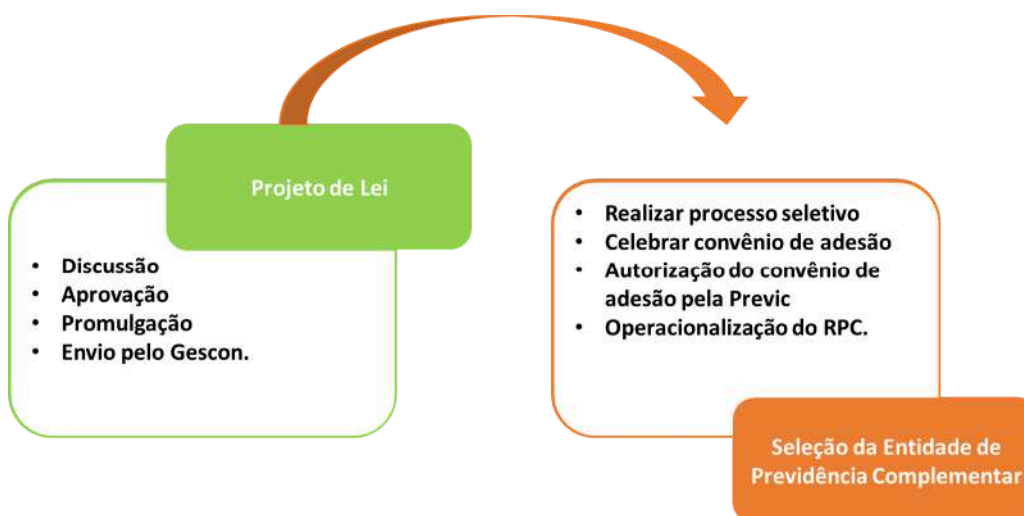 Projeto de Lei
• Discussão
• Aprovação
• Promulgação
• Envio pelo Gescon.
• Realizar processo seletivo
• Celebrar convênio de adesão
• Autorização do convênio de
adesão pela Previc
• Operacionalização do RPC.
Seleção da Entidade de
Previdência Complementar